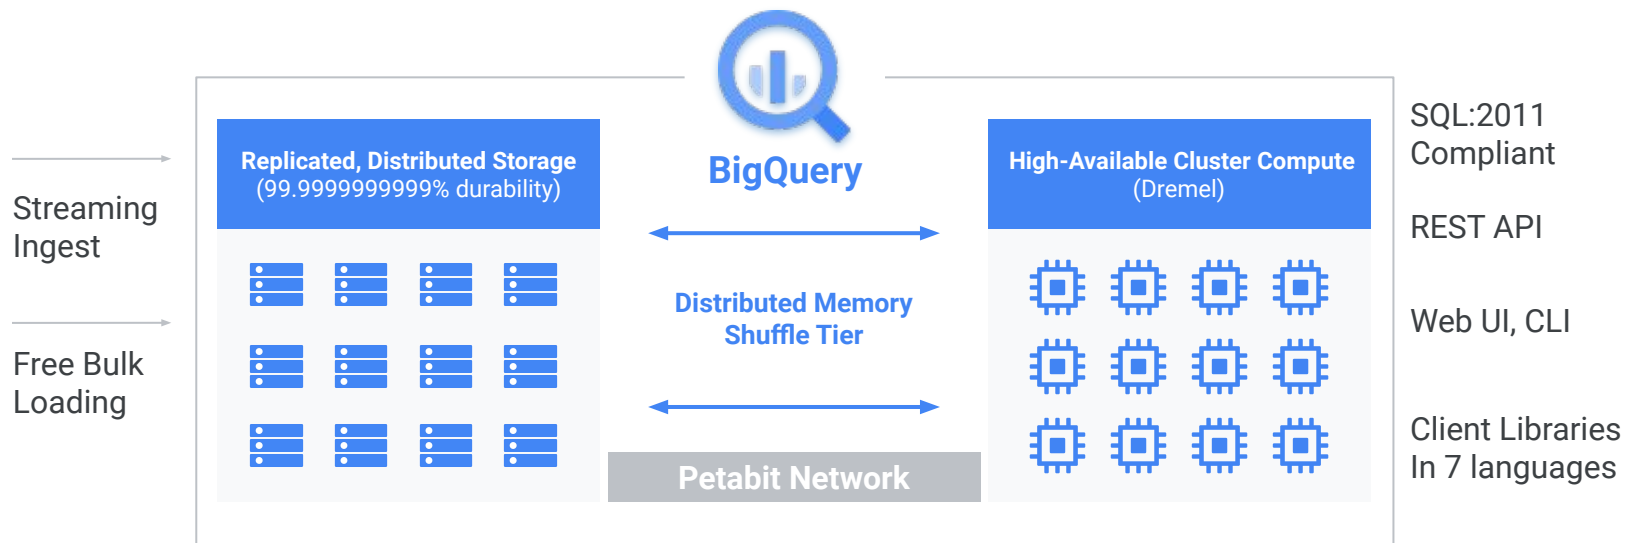 Streaming
Ingest
Free Bulk
Loading
Replicated, Distributed Storage
(99.9999999999% durability)
BigQuery
Distributed Memory
Shuffle Tier
Petabit Network
High-Available Cluster Compute
(Dremel)
SQL:2011
Compliant
REST API
Web UI, CLI
Client Libraries
In 7 languages